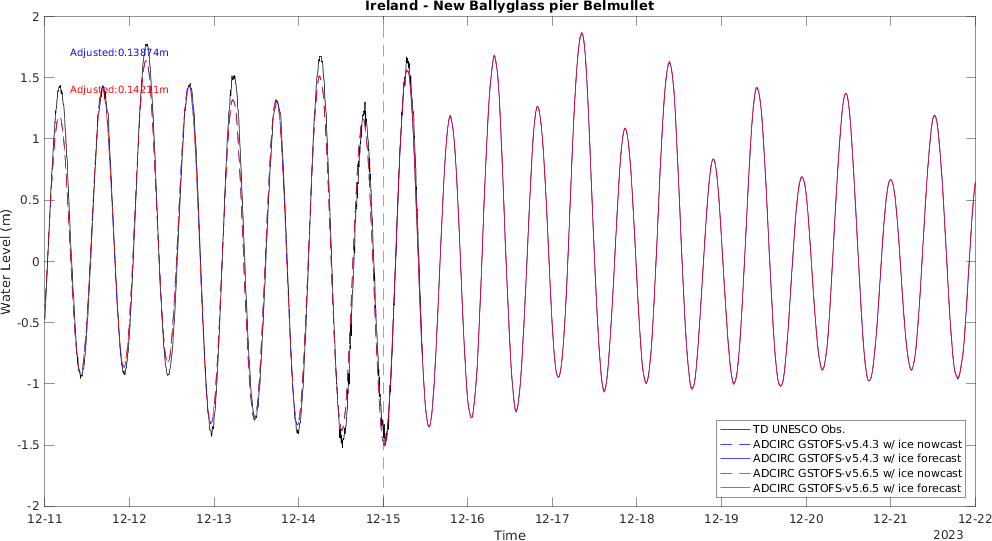 Ireland - New Ballyglass pier Belmullet
2
1.5
1
0.5
0
-0.5
-1
-1.5
-2
Water Level (m)
Adjusted:0.13874m
Adjusted:0.14211m
TD UNESCO Obs.
ADCIRC GSTOFS-v5.4.3 w/ ice nowcast
ADCIRC GSTOFS-v5.4.3 w/ ice forecast
ADCIRC GSTOFS-v5.6.5 w/ ice nowcast
ADCIRC GSTOFS-v5.6.5 w/ ice forecast
12-11 12-12 12-13 12-14 12-15 12-16 12-17 12-18 12-19 12-20 12-21 12-22
Time
2023